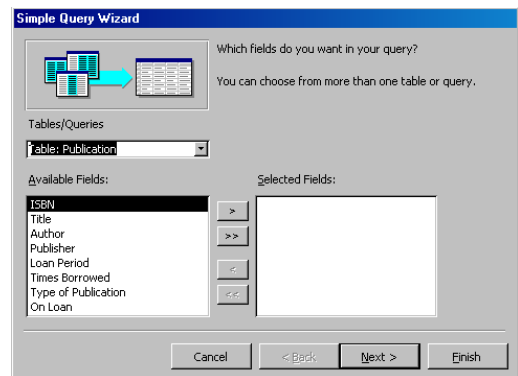 Simple Query Wizard
Which fields do you want in your query?
You can choose from more than one table or query.
Tables/Queries
Table: Publication
Available Fields:
Selected Fields:
ISBN
Title
Author
Publisher
Loan Period
Times Borrowed
Type of Publication
On Loan
>
>>
<
<<
Cancel
< Back
Next >
Finish